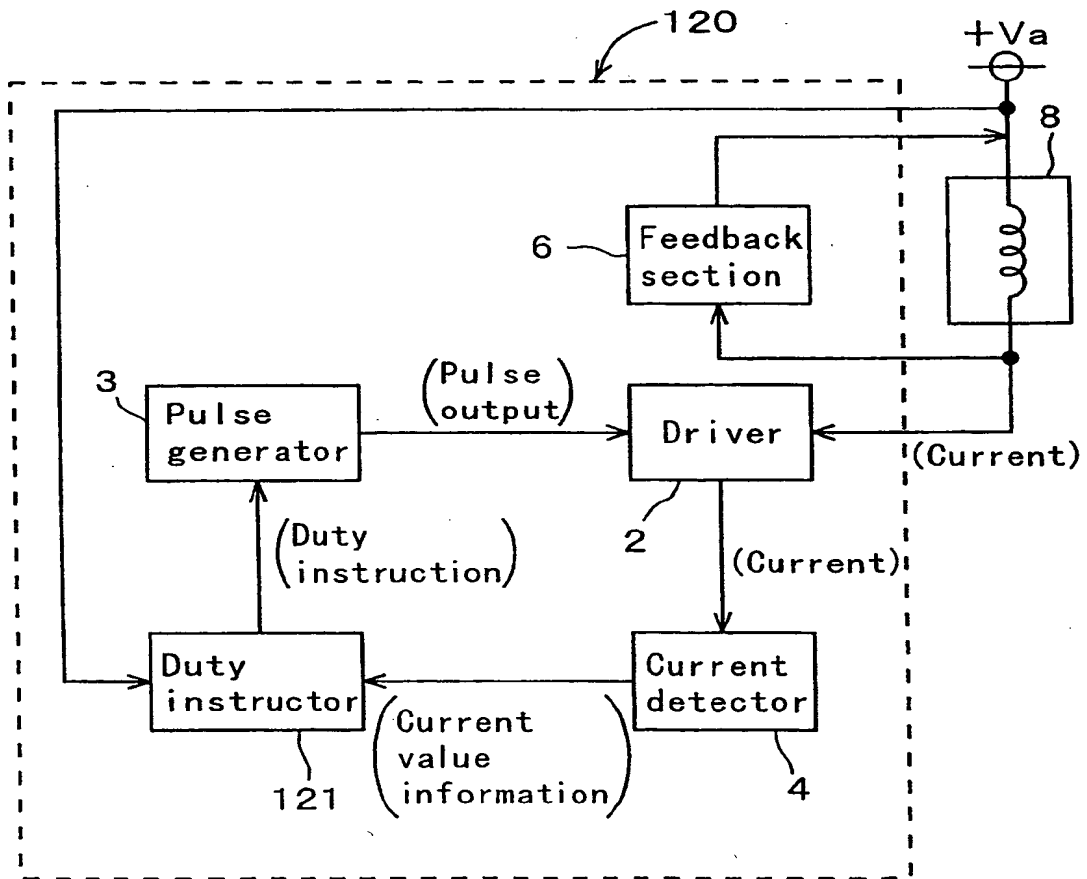 120
+Va
8
6
Feedback
section
3
Pulse
generator
(Pulse
output)
Driver
(Current)
2
(Duty
instruction)
(Current)
Duty
instructor
Current
detector
121
(Current
value
information)
4